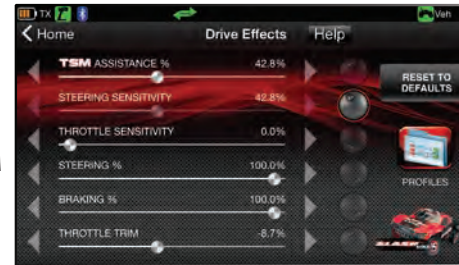 TX Veh
Home Drive Effects Help
TSM ASSISTANCE % 42.8%
STEERING SENSITIVITY 42.8%
THROTTLE SENSITIVITY 0.0%
STEERING % 100.0%
BRAKING % 100.0%
THROTTLE TRIM -8.7%
RESET TO
DEFAULTS
PROFILES
SLASH